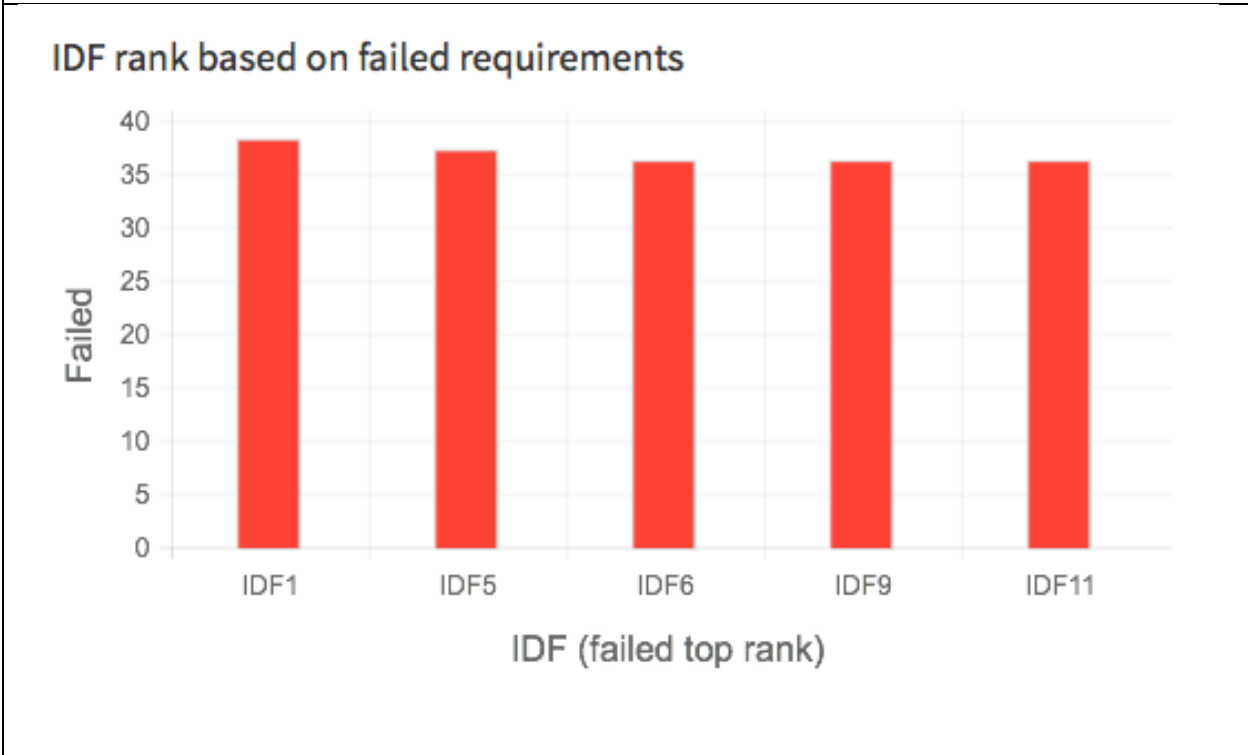 IDF rank based on failed requirements
40
35
30
25
20
15
10
5
0
Failed
IDF1 IDF5 IDF6 IDF9 IDF11
IDF (failed top rank)